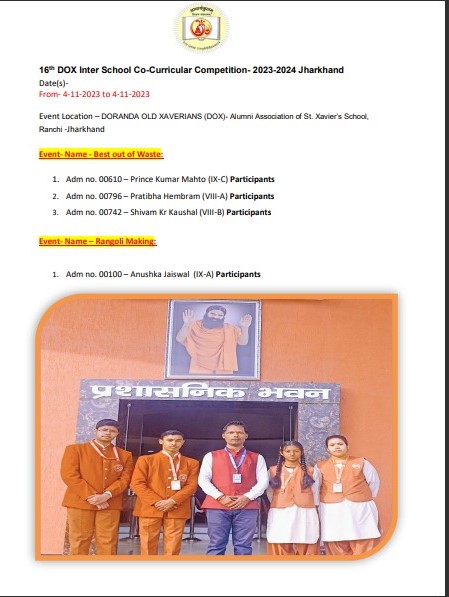 16th DOX Inter School Co-Curricular Competition- 2023-2024 Jharkhand
Date(s)-
From- 4-11-2023 to 4-11-2023
Event Location – DORANDA OLD XAVERIANS (DOX)- Alumni Association of St. Xavier's School,
Ranchi -Jharkhand
Event- Name - Best out of Waste:
1. Adm no. 00610 – Prince Kumar Mahto (IX-C) Participants
2. Adm no. 00796 – Pratibha Hembram (VIII-A) Participants
3. Adm no. 00742 – Shivam Kr Kaushal (VIII-B) Participants
Event- Name – Rangoli Making:
1. Adm no. 00100 – Anushka Jaiswal (IX-A) Participants
प्रशासनिक भवन